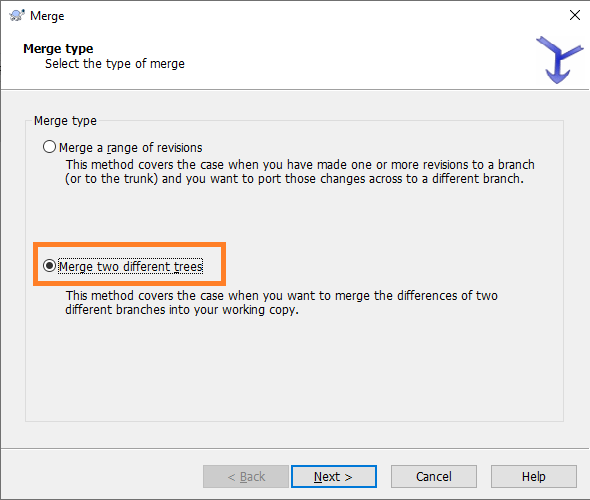 Merge
Merge type
Select the type of merge
Merge type
Merge a range of revisions
This method covers the case when you have made one or more revisions to a branch
(or to the trunk) and you want to port those changes across to a different branch.
Merge two different trees
This method covers the case when you want to merge the differences of two
different branches into your working copy.
< Back
Next >
Cancel
Help